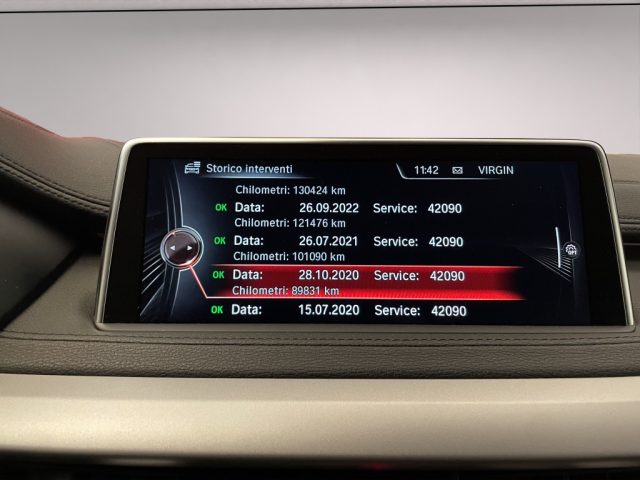 Storico interventi 11:42 VIRGIN
Chilometri: 130424 km
OK Data: 26.09.2022 Service: 42090
Chilometri: 121476 km
OK Data: 26.07.2021 Service: 42090
Chilometri: 101090 km
OK Data: 28.10.2020 Service: 42090
Chilometri: 89831 km
OK Data: 15.07.2020 Service: 42090